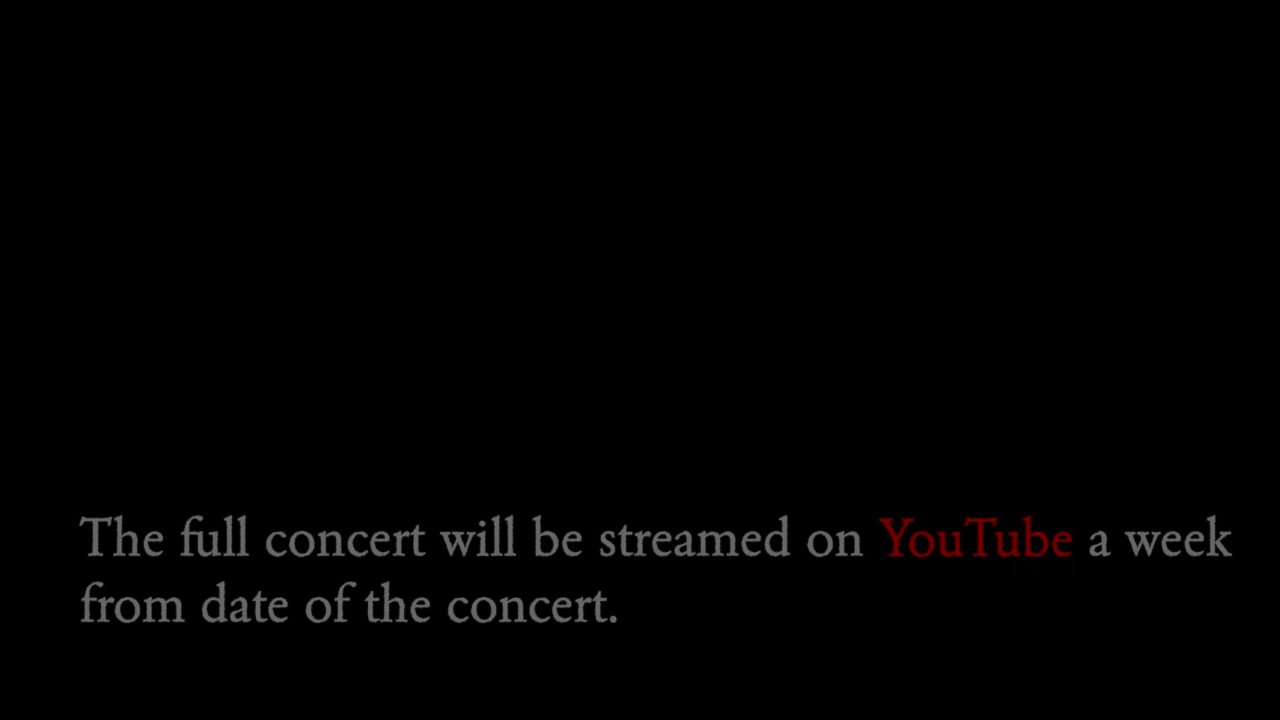 The full concert will be streamed on YouTube a week
from date of the concert.